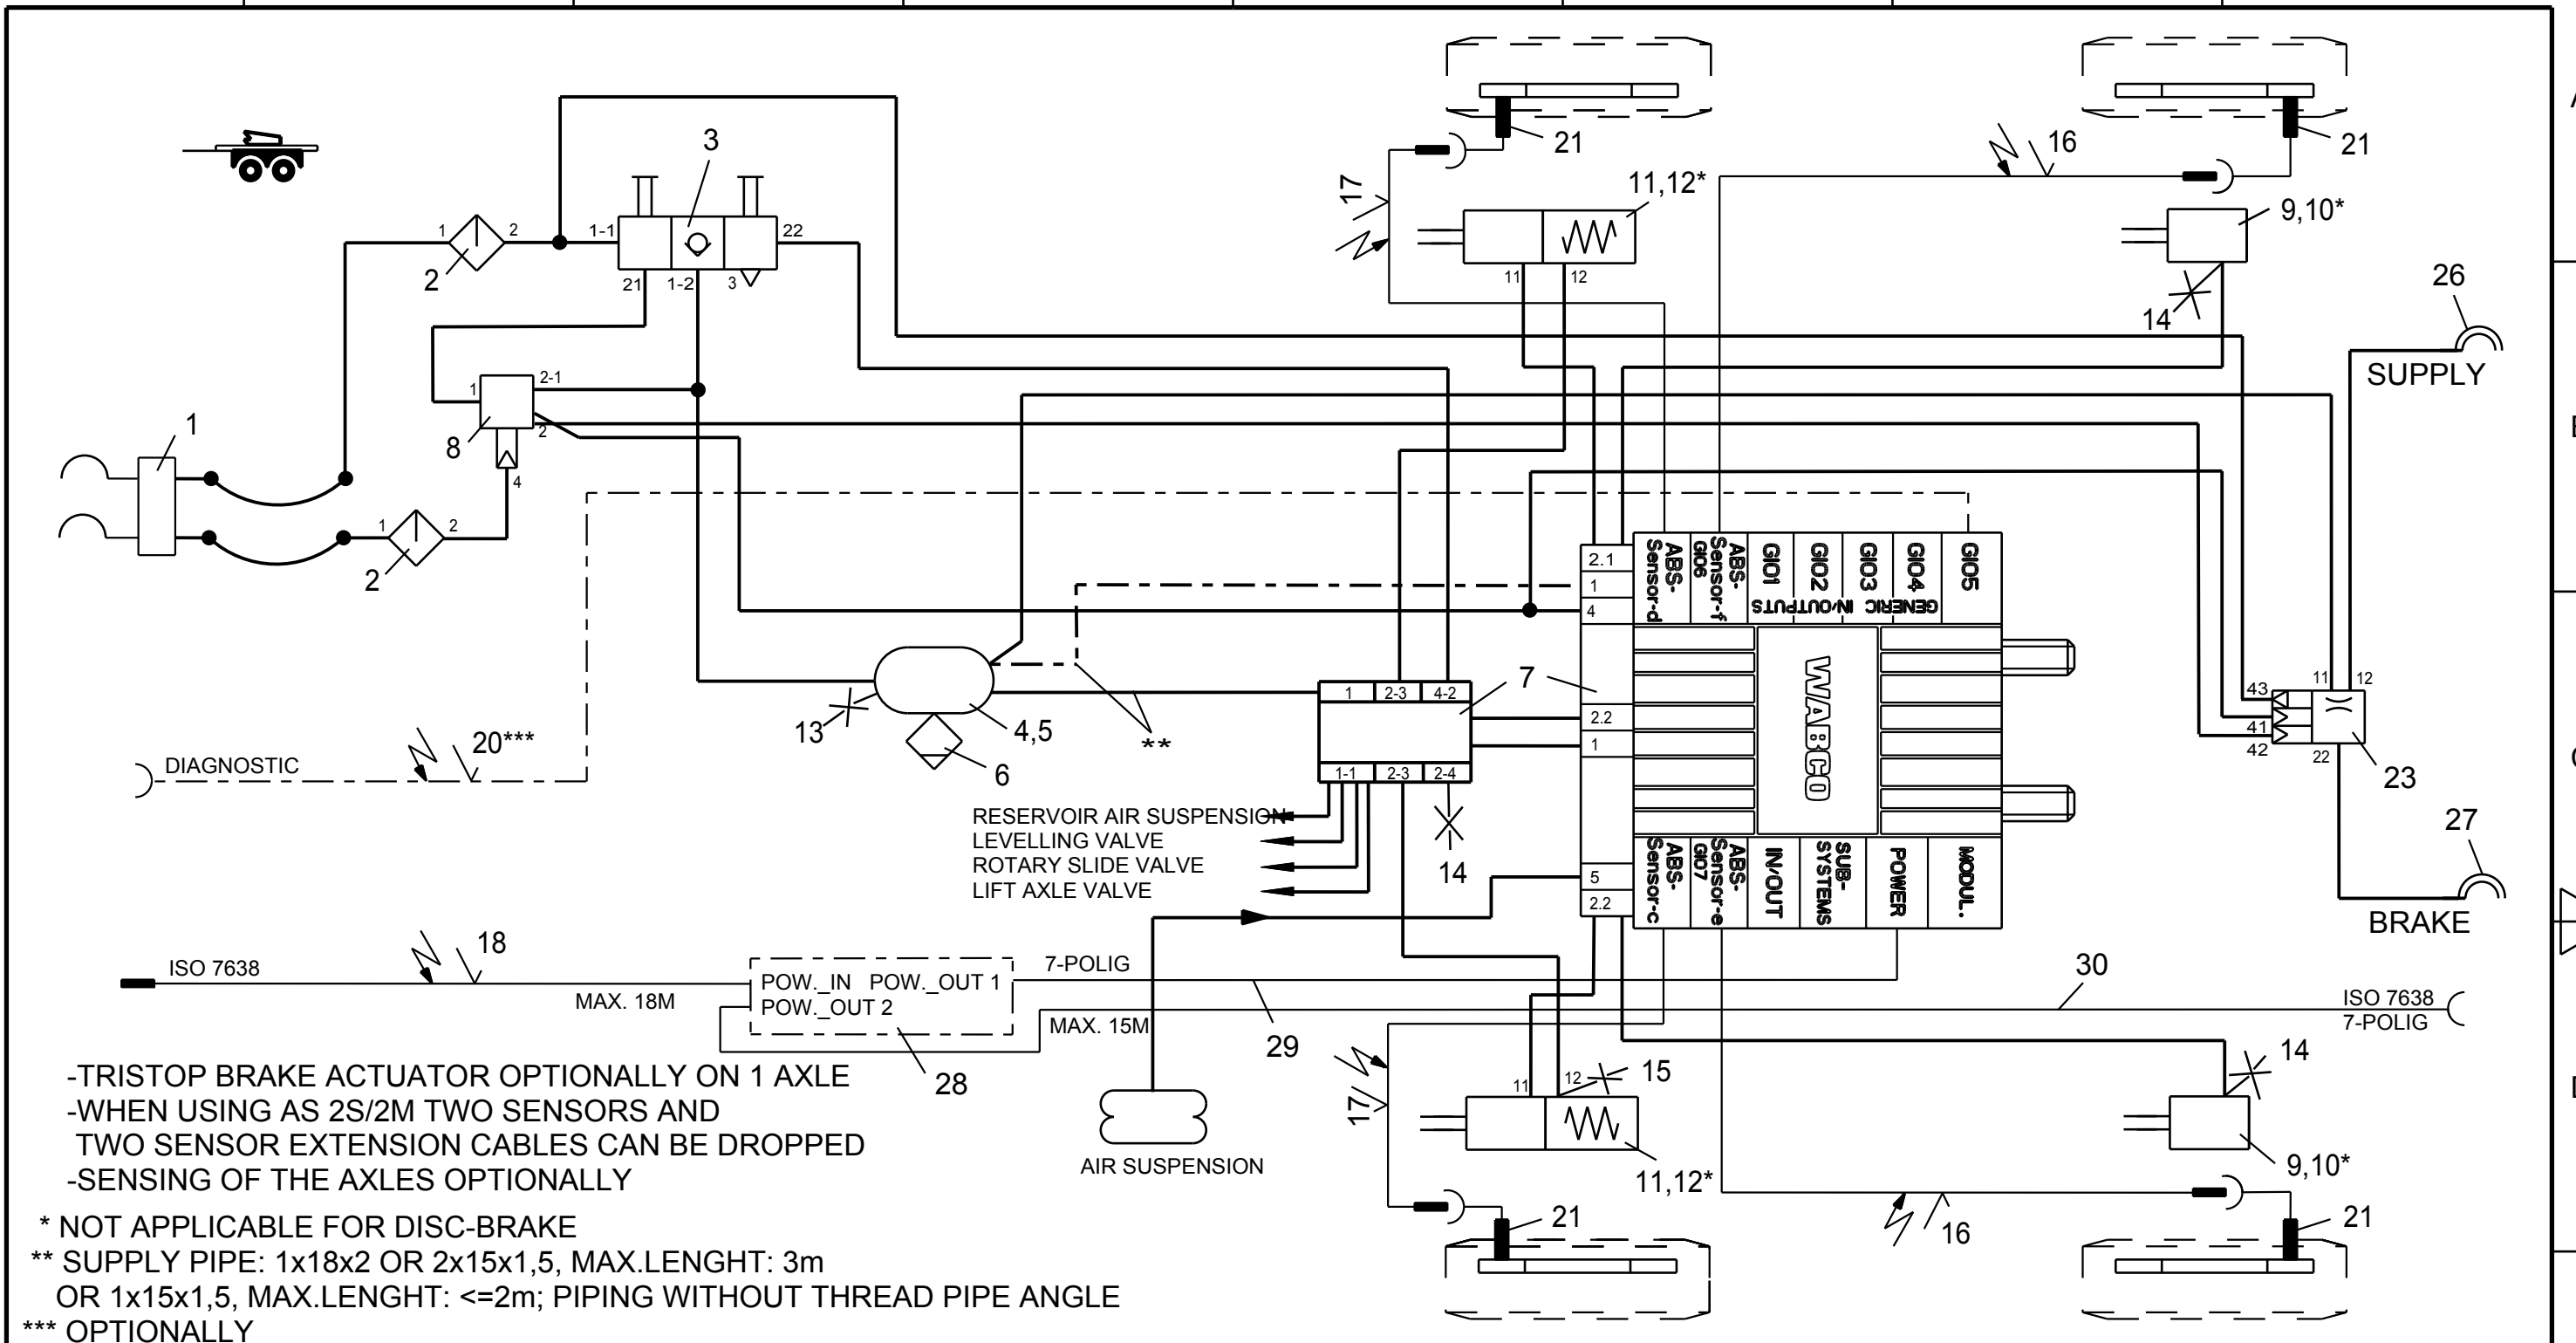 3
21
21
17
16
11,12*
9,10*
1
2
1-1
22
2
21
1-2
3
11
12
14
26
SUPPLY
1
2-1
1
8
2
4
1
2
2
2.1
1
4
ABS-
Sensor-d
ABS-
Sensor-f
GIO6
GIO1
GIO2
GIO3
GIO4
GIO5
GENERIC IN/OUTPUTS
WABCO
7
1
2-3
4-2
2.2
1
11
12
43
41
42
22
23
13
4,5
**
6
20***
DIAGNOSTIC
1-1
2-3
2-4
14
RESERVOIR AIR SUSPENSION
LEVELLING VALVE
ROTARY SLIDE VALVE
LIFT AXLE VALVE
5
2.2
ABS-
Sensor-c
ABS-
Sensor-e
GIO7
IN/OUT
SUB-
SYSTEMS
POWER
MODUL.
27
BRAKE
18
ISO 7638
MAX. 18M
POW._IN POW._OUT 1
POW._OUT 2
7-POLIG
MAX. 15M
28
29
30
ISO 7638
7-POLIG
AIR SUSPENSION
17
11
12
15
14
11,12*
9,10*
21
16
21
-TRISTOP BRAKE ACTUATOR OPTIONALLY ON 1 AXLE
-WHEN USING AS 2S/2M TWO SENSORS AND
TWO SENSOR EXTENSION CABLES CAN BE DROPPED
-SENSING OF THE AXLES OPTIONALLY
* NOT APPLICABLE FOR DISC-BRAKE
** SUPPLY PIPE: 1x18x2 OR 2x15x1,5, MAX.LENGHT: 3m
OR 1x15x1,5, MAX.LENGHT: <=2m; PIPING WITHOUT THREAD PIPE ANGLE
*** OPTIONALLY